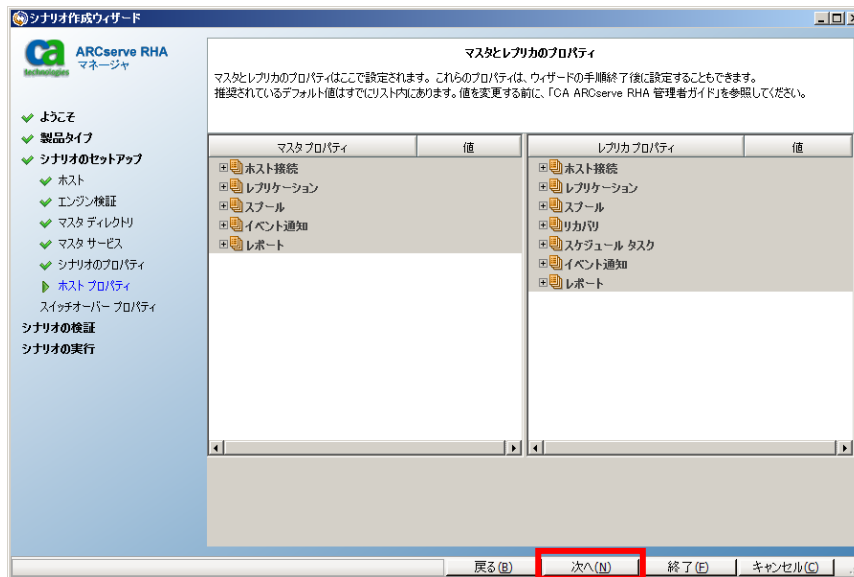 シナリオ作成ウィザード
ca
technologies
ARCserve RHA
マネージャ
ようこそ
製品タイプ
シナリオのセットアップ
ホスト
エンジン検証
マスタ ディレクトリ
マスタ サービス
シナリオのプロパティ
ホスト プロパティ
スイッチオーバー プロパティ
シナリオの検証
シナリオの実行
マスタとレプリカのプロパティ
マスタとレプリカのプロパティはここで設定されます。これらのプロパティは、ウィザードの手順終了後に設定することもできます。
推奨されているデフォルト値はすでにリスト内にあります。値を変更する前に、「CA ARCserve RHA 管理者ガイド」を参照してください。
マスタ プロパティ 値
ホスト接続
レプリケーション
スプール
イベント通知
レポート
レプリカ プロパティ 値
ホスト接続
レプリケーション
スプール
リカバリ
スケジュール タスク
イベント通知
レポート
戻る(B) 次へ(N) 終了(F) キャンセル(C)